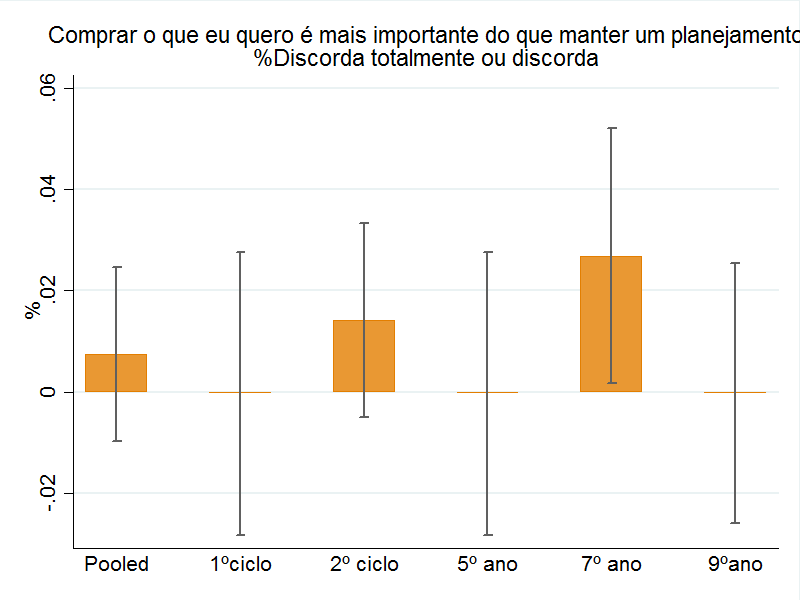 Comprar o que eu quero é mais importante do que manter um planejamento
%Discorda totalmente ou discorda
.06
.04
.02
%
0
-.02
Pooled 1ºciclo 2º ciclo 5º ano 7º ano 9ºano